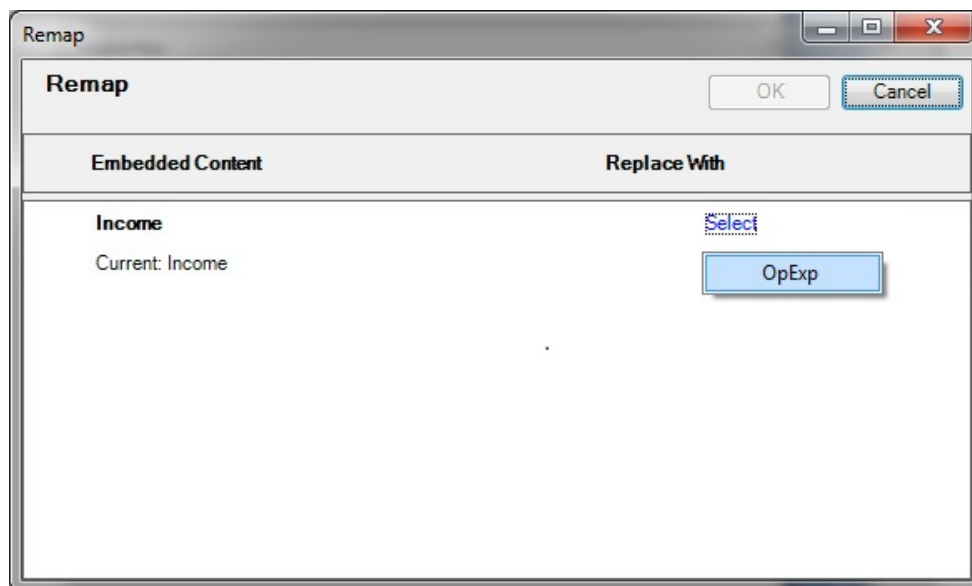 Remap
Remap
OK Cancel
Embedded Content Replace With
Income Select
Current: Income
OpExp